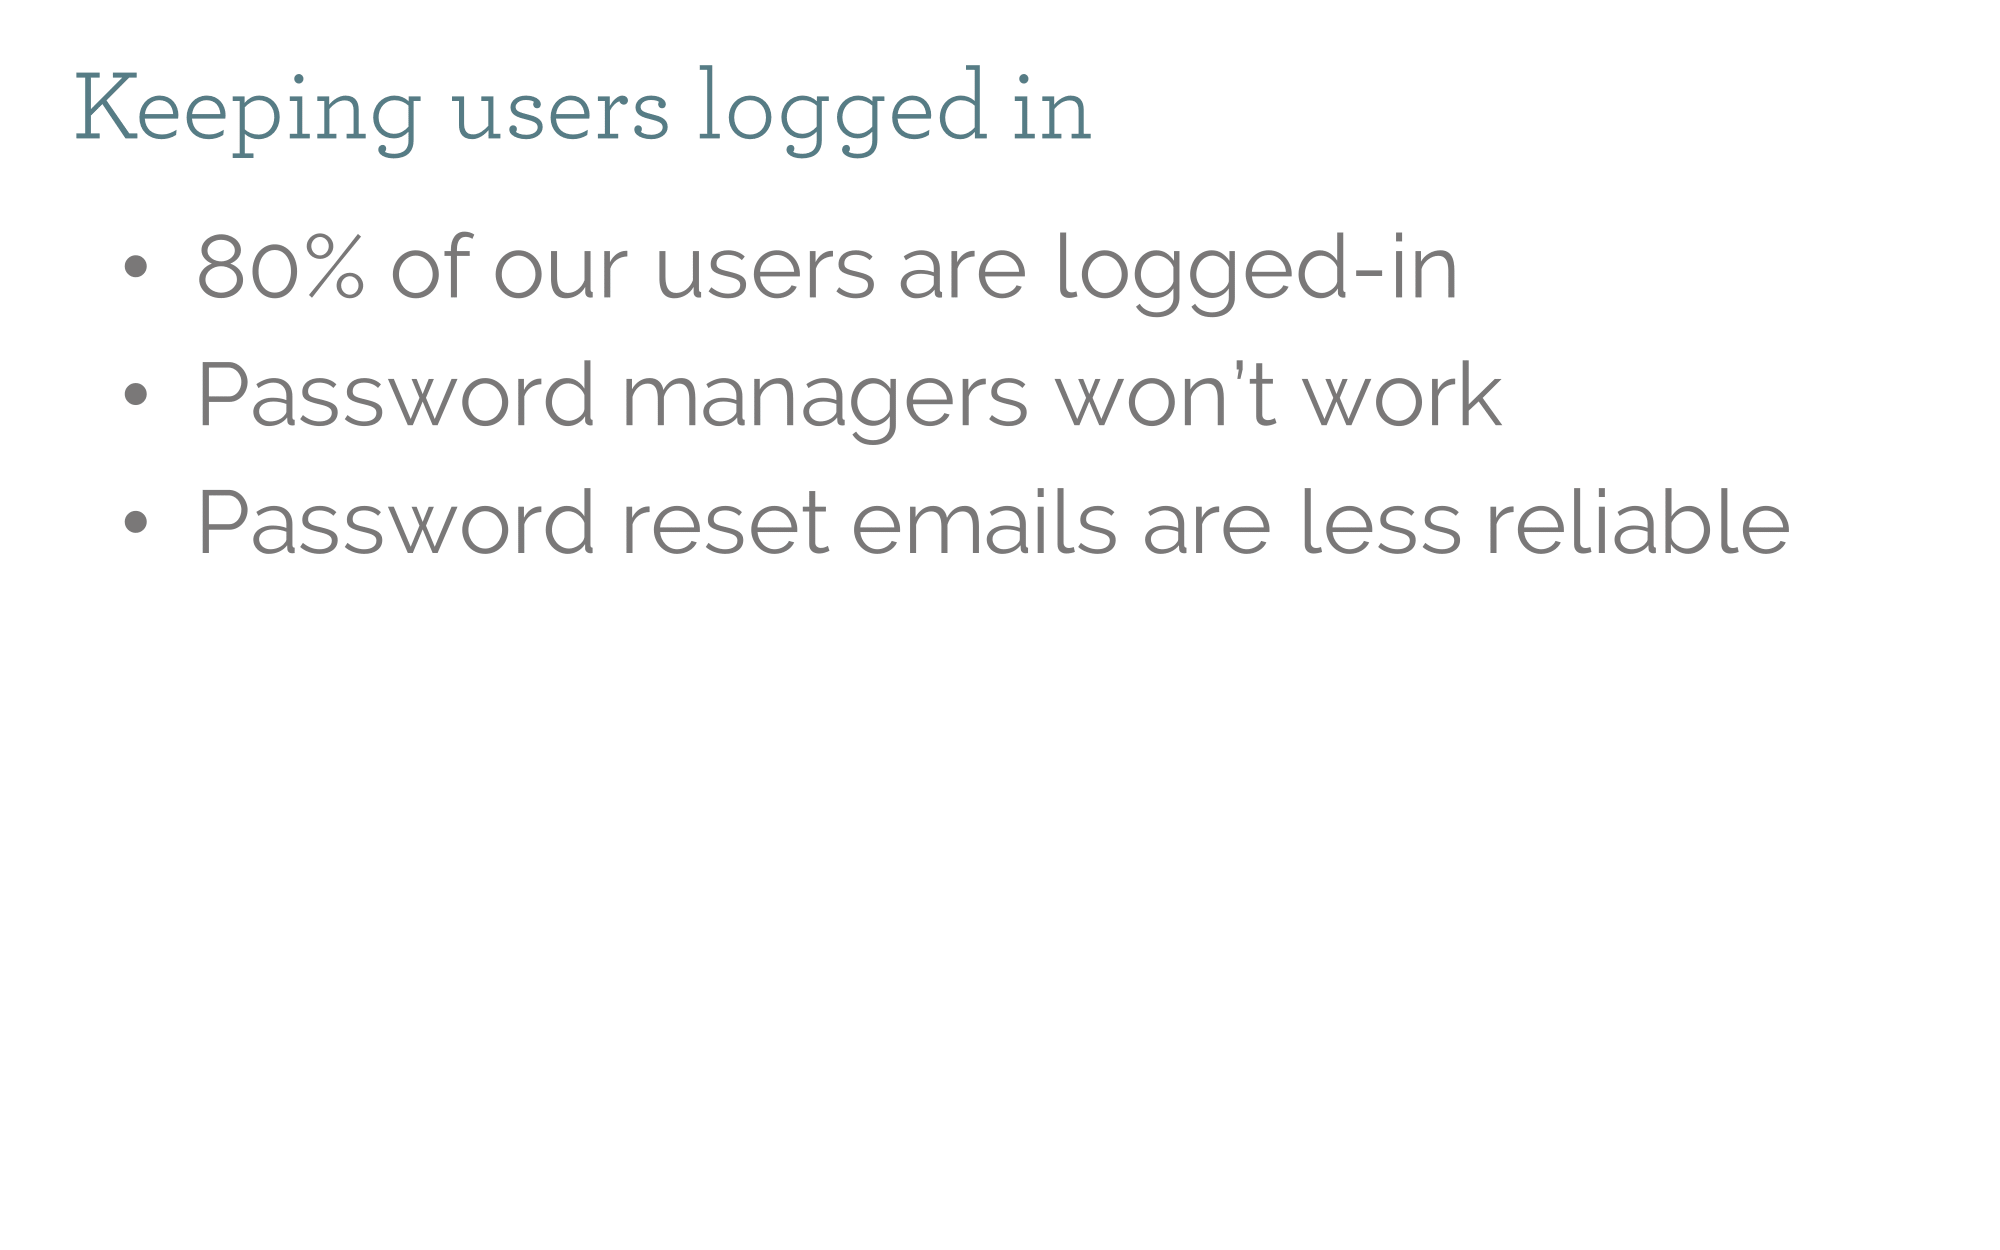 Keeping users logged in
• 80% of our users are logged-in
• Password managers won’t work
• Password reset emails are less reliable